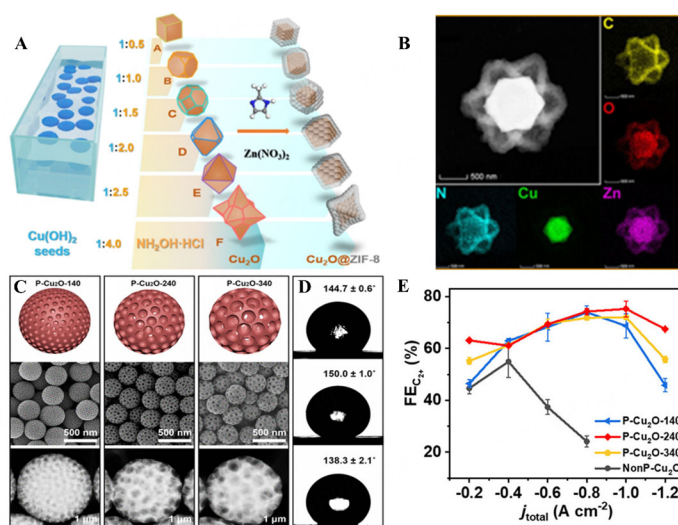 A
1:0.5
1:1.0
1:1.5
1:2.0
1:2.5
1:4.0
A
B
C
D
E
F
Zn(NO₃)₂
Cu(OH)₂
seeds
NH₂OH·HCl
Cu₂O
Cu₂O@ZIF-8
B
500 nm
C
O
N
Cu
Zn
C
P-Cu₂O-140
P-Cu₂O-240
P-Cu₂O-340
500 nm
500 nm
500 nm
1 μm
1 μm
1 μm
D
144.7 ± 0.6°
150.0 ± 1.0°
138.3 ± 2.1°
E
FE_C₂₊ (%)
80
60
40
20
P-Cu₂O-140
P-Cu₂O-240
P-Cu₂O-340
NonP-Cu₂O
-0.2
-0.4
-0.6
-0.8
-1.0
-1.2
j_total (A cm⁻²)